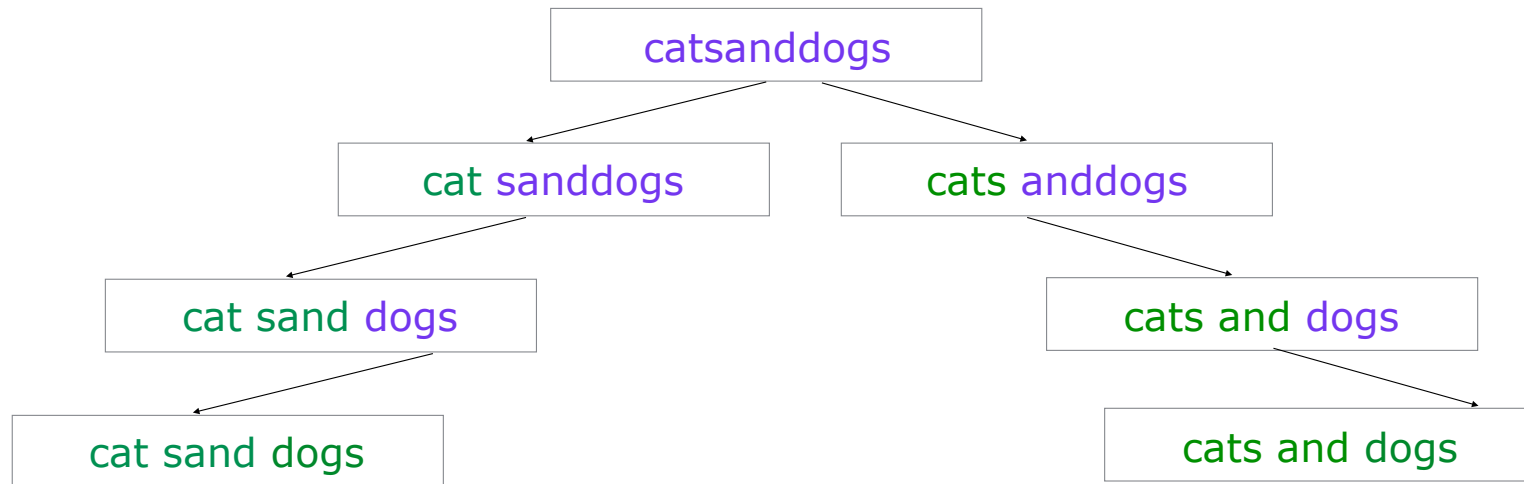 catsanddogs
cat sanddogs
cats anddogs
cat sand dogs
cats and dogs
cat sand dogs
cats and dogs